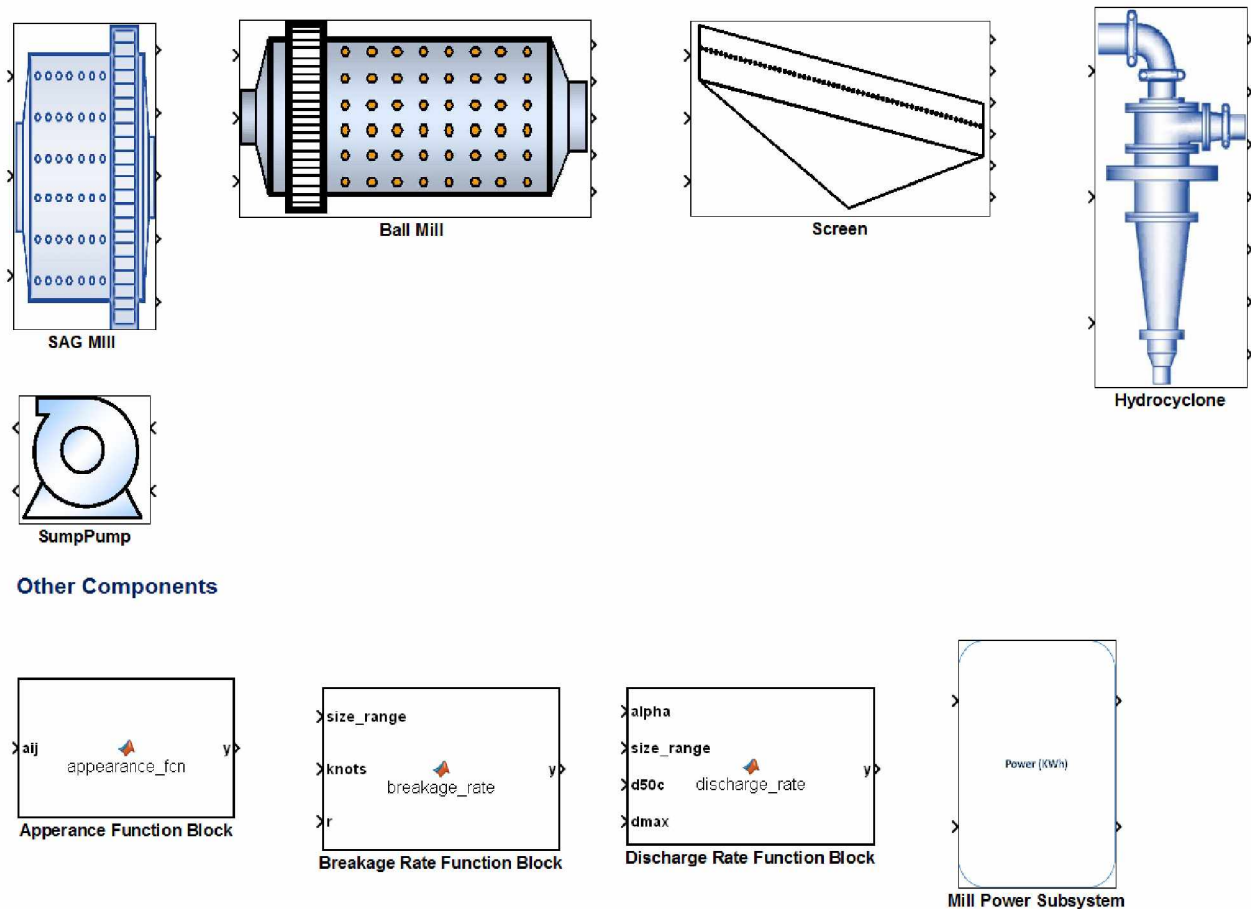 SAG Mill
Ball Mill
Screen
Hydrocyclone
SumpPump
Other Components
aij
appearance_fcn
y
Apperance Function Block
size_range
knots
r
breakage_rate
y
Breakage Rate Function Block
alpha
size_range
d50c
dmax
discharge_rate
y
Discharge Rate Function Block
Power (KWh)
Mill Power Subsystem